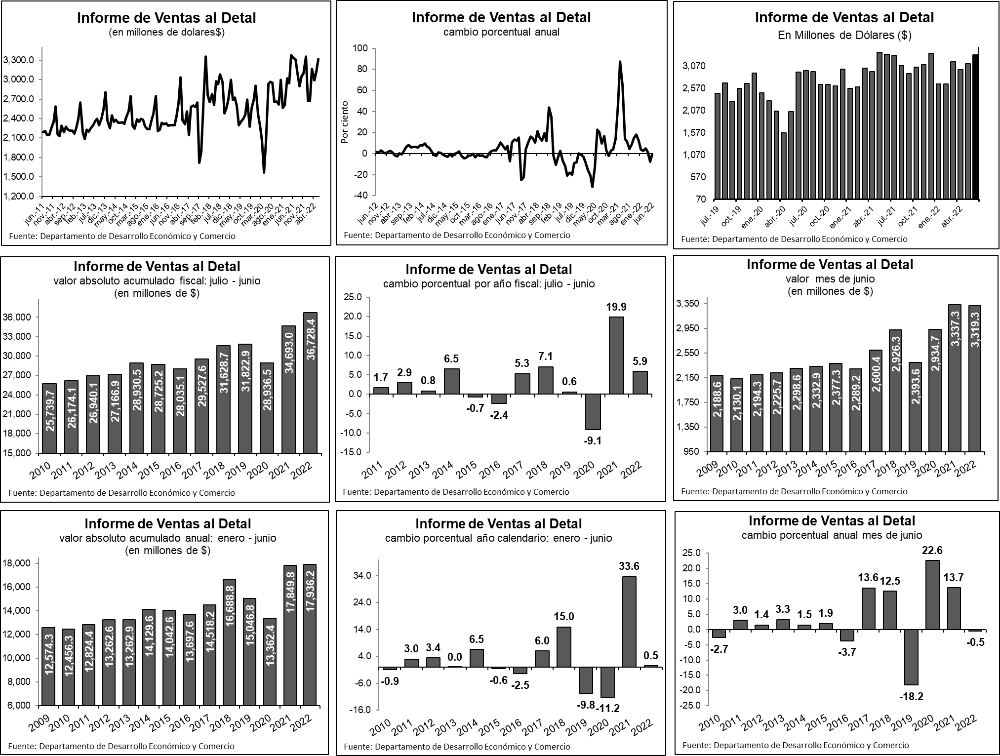 Informe de Ventas al Detal
(en millones de dolares$)
3,300.0
3,000.0
2,700.0
2,400.0
2,100.0
1,800.0
1,500.0
1,200.0
jun.-11
nov.-11
abr.-12
sep.-12
feb.-13
jul.-13
dic.-13
may.-14
oct.-14
mar.-15
ago.-15
ene.-16
jun.-16
nov.-16
abr.-17
sep.-17
feb.-18
jul.-18
dic.-18
may.-19
oct.-19
mar.-20
ago.-20
ene.-21
jun.-21
nov.-21
abr.-22
Fuente: Departamento de Desarrollo Económico y Comercio
Informe de Ventas al Detal
cambio porcentual anual
Por ciento
100
80
60
40
20
0
-20
-40
jun.-12
nov.-12
abr.-13
sep.-13
feb.-14
jul.-14
dic.-14
may.-15
oct.-15
mar.-16
ago.-16
ene.-17
jun.-17
nov.-17
abr.-18
sep.-18
feb.-19
jul.-19
dic.-19
may.-20
oct.-20
mar.-21
ago.-21
ene.-22
jun.-22
Fuente: Departamento de Desarrollo Económico y Comercio
Informe de Ventas al Detal
En Millones de Dólares ($)
3,070
2,570
2,070
1,570
1,070
570
70
jul.-19
oct.-19
ene.-20
abr.-20
jul.-20
oct.-20
ene.-21
abr.-21
jul.-21
oct.-21
ene.-22
abr.-22
Fuente: Departamento de Desarrollo Económico y Comercio
Informe de Ventas al Detal
valor absoluto acumulado fiscal: julio - junio
(en millones de $)
36,000
33,000
30,000
27,000
24,000
21,000
18,000
15,000
25,739.7
26,174.1
26,940.1
27,166.9
28,930.5
28,725.2
28,035.1
29,527.6
31,628.7
31,822.9
28,936.5
34,693.0
36,728.4
2010
2011
2012
2013
2014
2015
2016
2017
2018
2019
2020
2021
2022
Fuente: Departamento de Desarrollo Económico y Comercio
Informe de Ventas al Detal
cambio porcentual por año fiscal: julio - junio
25.0
20.0
15.0
10.0
5.0
0.0
-5.0
-10.0
-15.0
1.7
2.9
0.8
6.5
-0.7
-2.4
5.3
7.1
0.6
-9.1
19.9
5.9
2011
2012
2013
2014
2015
2016
2017
2018
2019
2020
2021
2022
Fuente: Departamento de Desarrollo Económico y Comercio
Informe de Ventas al Detal
valor mes de junio
(en millones de $)
3,350
2,950
2,550
2,150
1,750
1,350
950
2,188.6
2,130.1
2,194.3
2,225.7
2,298.6
2,332.9
2,377.3
2,289.2
2,600.4
2,926.3
2,393.6
2,934.7
3,337.3
3,319.3
2009
2010
2011
2012
2013
2014
2015
2016
2017
2018
2019
2020
2021
2022
Fuente: Departamento de Desarrollo Económico y Comercio
Informe de Ventas al Detal
valor absoluto acumulado anual: enero - junio
(en millones de $)
18,000
16,000
14,000
12,000
10,000
8,000
6,000
12,574.3
12,456.3
12,824.4
13,262.6
13,262.9
14,129.6
14,042.6
13,697.6
14,518.2
16,688.8
15,046.8
13,362.4
17,849.8
17,936.2
2009
2010
2011
2012
2013
2014
2015
2016
2017
2018
2019
2020
2021
2022
Fuente: Departamento de Desarrollo Económico y Comercio
Informe de Ventas al Detal
cambio porcentual año calendario: enero - junio
34.0
24.0
14.0
4.0
-6.0
-16.0
-0.9
3.0
3.4
0.0
6.5
-0.6
-2.5
6.0
15.0
-9.8
-11.2
33.6
0.5
2010
2011
2012
2013
2014
2015
2016
2017
2018
2019
2020
2021
2022
Fuente: Departamento de Desarrollo Económico y Comercio
Informe de Ventas al Detal
cambio porcentual anual mes de junio
25.0
20.0
15.0
10.0
5.0
0.0
-5.0
-10.0
-15.0
-20.0
-25.0
-2.7
3.0
1.4
3.3
1.5
1.9
-3.7
13.6
12.5
-18.2
22.6
13.7
-0.5
2010
2011
2012
2013
2014
2015
2016
2017
2018
2019
2020
2021
2022
Fuente: Departamento de Desarrollo Económico y Comercio